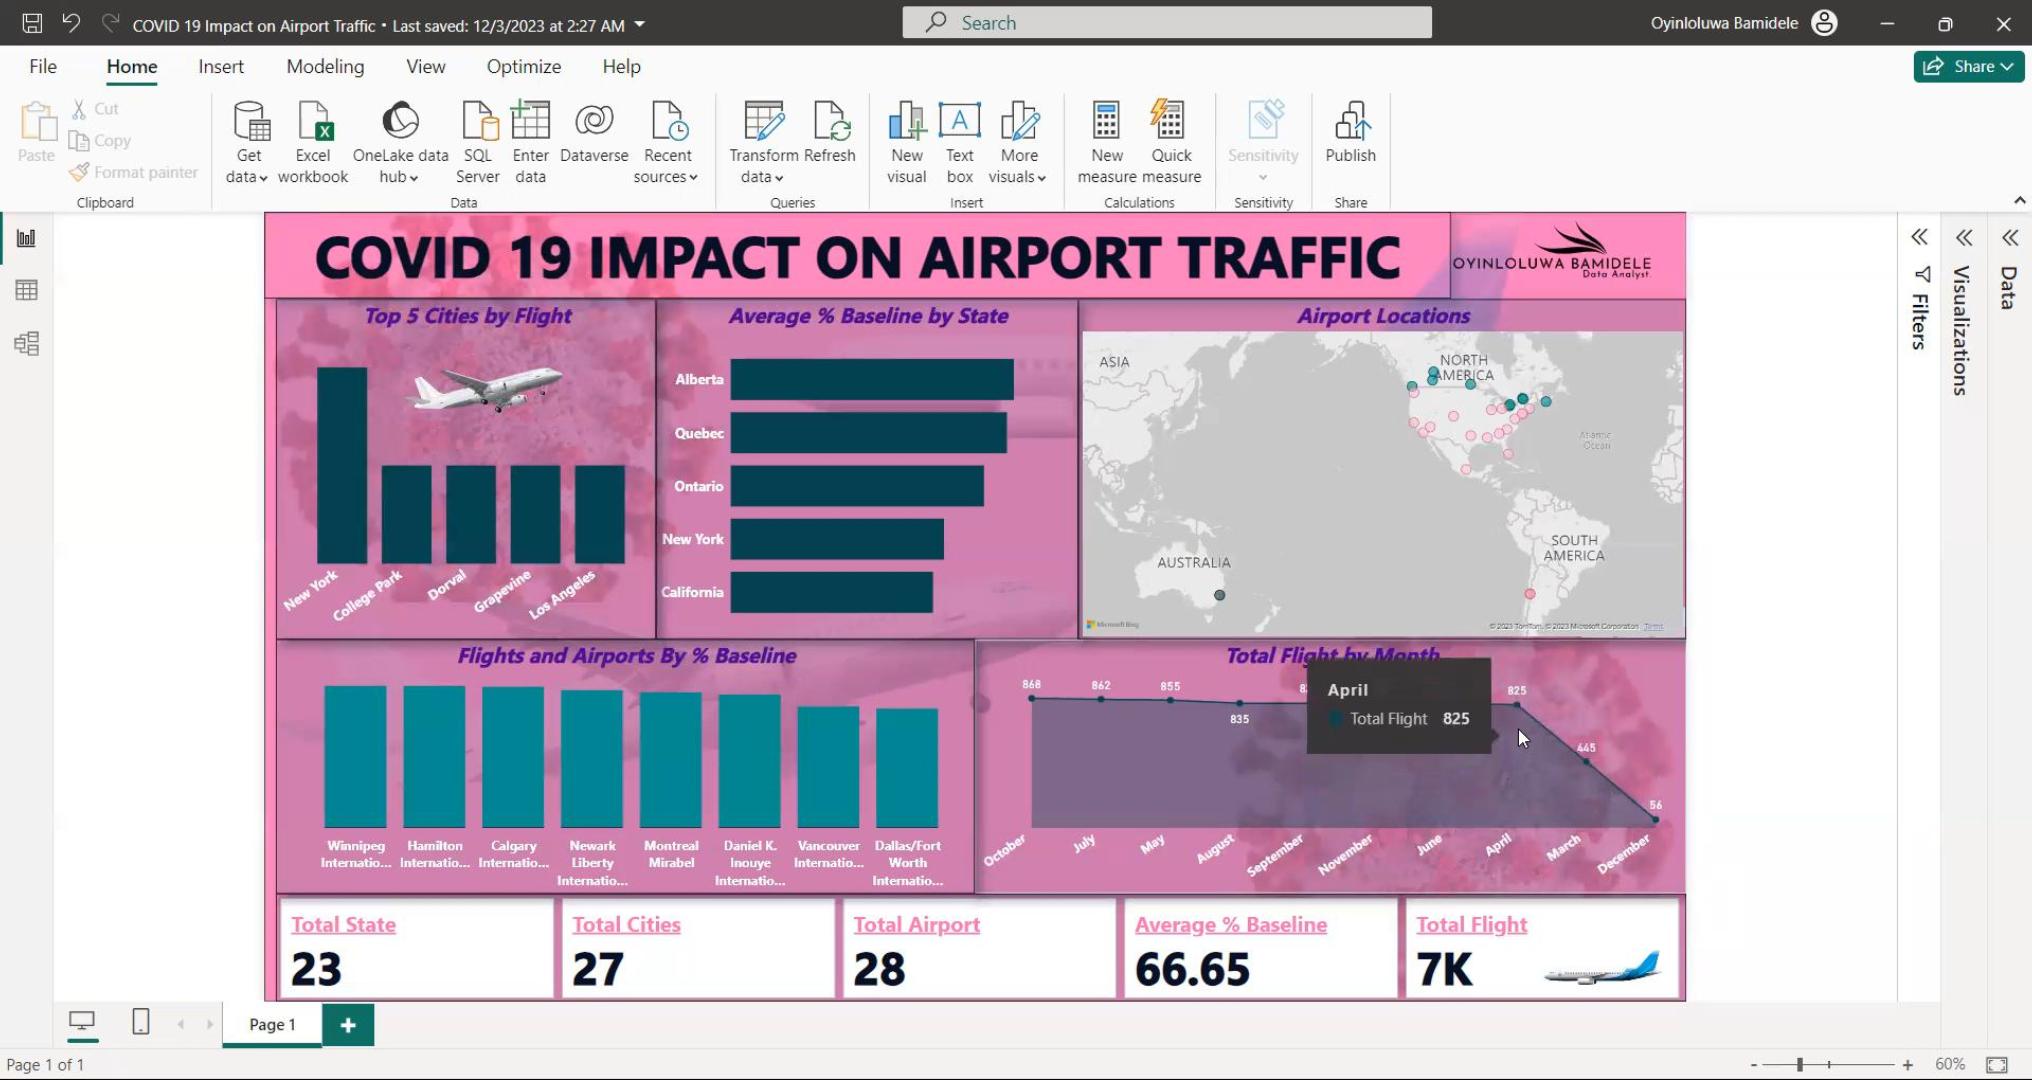 COVID 19 Impact on Airport Traffic • Last saved: 12/3/2023 at 2:27 AM
Search
Oyinloluwa Bamidele
File Home Insert Modeling View Optimize Help
Share
Paste
Cut
Copy
Format painter
Clipboard
Get data
Excel workbook
OneLake data hub
SQL Server
Enter data
Dataverse
Recent sources
Data
Transform data
Refresh
Queries
New visual
Text box
More visuals
Insert
New measure
Quick measure
Calculations
Sensitivity
Sensitivity
Publish
Share
COVID 19 IMPACT ON AIRPORT TRAFFIC
OYINLOLUWA BAMIDELE
Data Analyst.
Filters
Visualizations
Data
Top 5 Cities by Flight
New York
College Park
Dorval
Grapevine
Los Angeles
Average % Baseline by State
Alberta
Quebec
Ontario
New York
California
Airport Locations
ASIA
NORTH
AMERICA
Atlantic
Ocean
AUSTRALIA
SOUTH
AMERICA
Microsoft Bing
© 2023 TomTom, © 2023 Microsoft Corporation Terms
Flights and Airports By % Baseline
Winnipeg Internatio...
Hamilton Internatio...
Calgary Internatio...
Newark Liberty Internatio...
Montreal Mirabel
Daniel K. Inouye Internatio...
Vancouver Internatio...
Dallas/Fort Worth Internatio...
Total Flight by Month
868
862
855
835
825
445
56
April
Total Flight 825
October
July
May
August
September
November
June
April
March
December
Total State
23
Total Cities
27
Total Airport
28
Average % Baseline
66.65
Total Flight
7K
Page 1
Page 1 of 1
60%